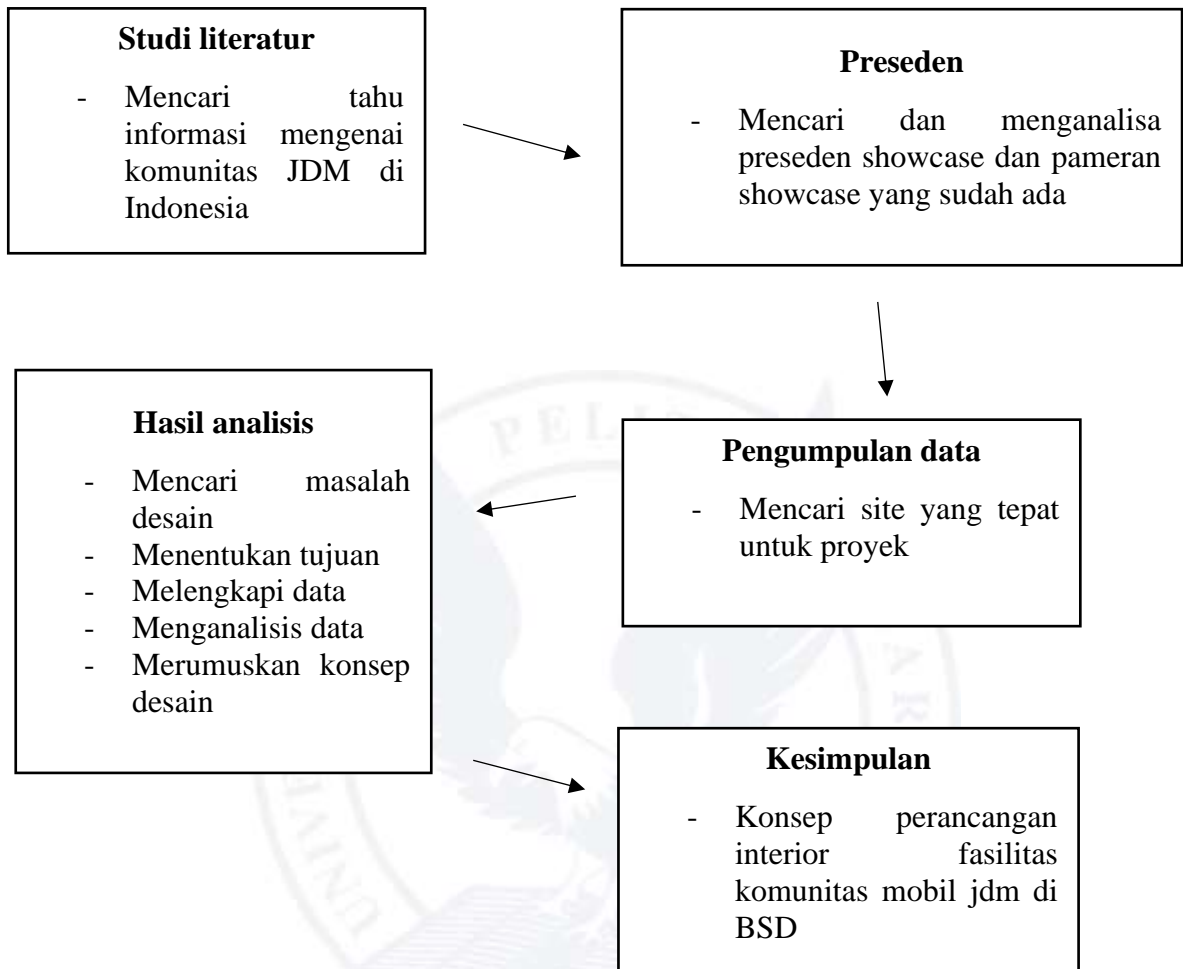 Studi literatur
- Mencari tahu
informasi mengenai
komunitas JDM di
Indonesia
Preseden
- Mencari dan menganalisa
preseden showcase dan pameran
showcase yang sudah ada
Pengumpulan data
- Mencari site yang tepat
untuk proyek
Hasil analisis
- Mencari masalah
desain
- Menentukan tujuan
- Melengkapi data
- Menganalisis data
- Merumuskan konsep
desain
Kesimpulan
- Konsep perancangan
interior fasilitas
komunitas mobil jdm di
BSD